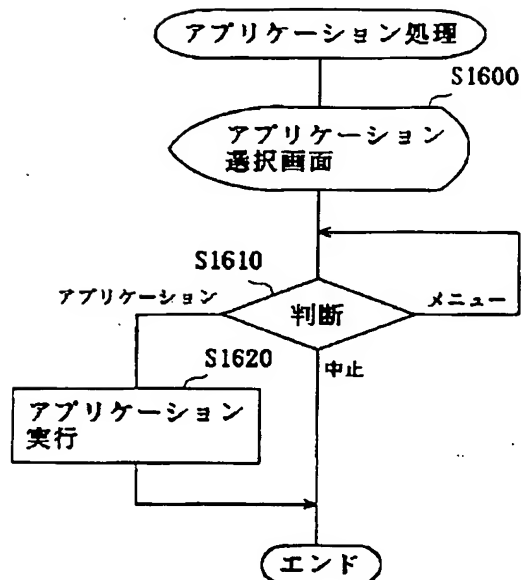 アプリケーション処理
S1600
アプリケーション
選択画面
S1610
アプリケーション
判断
メニュー
S1620
中止
アプリケーション
実行
エンド